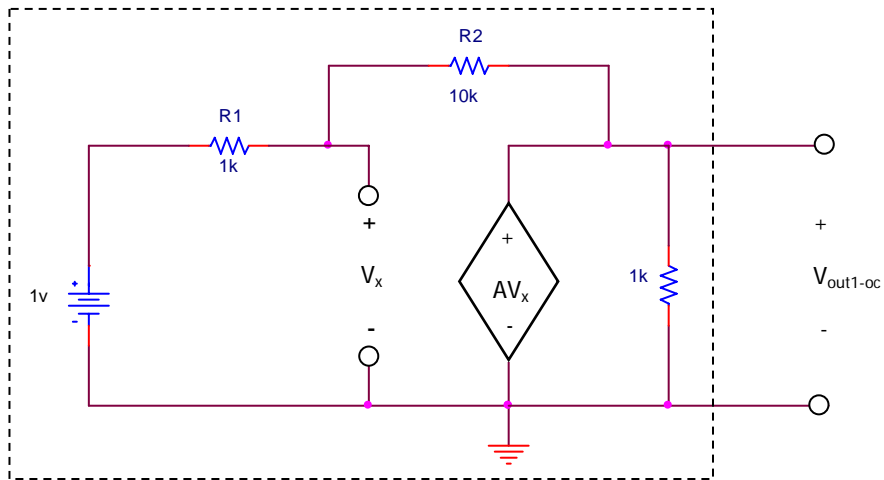 R2
10k
R1
1k
+
1v
+
-
Vx
-
+
AVx
-
1k
+
Vout1-oc
-